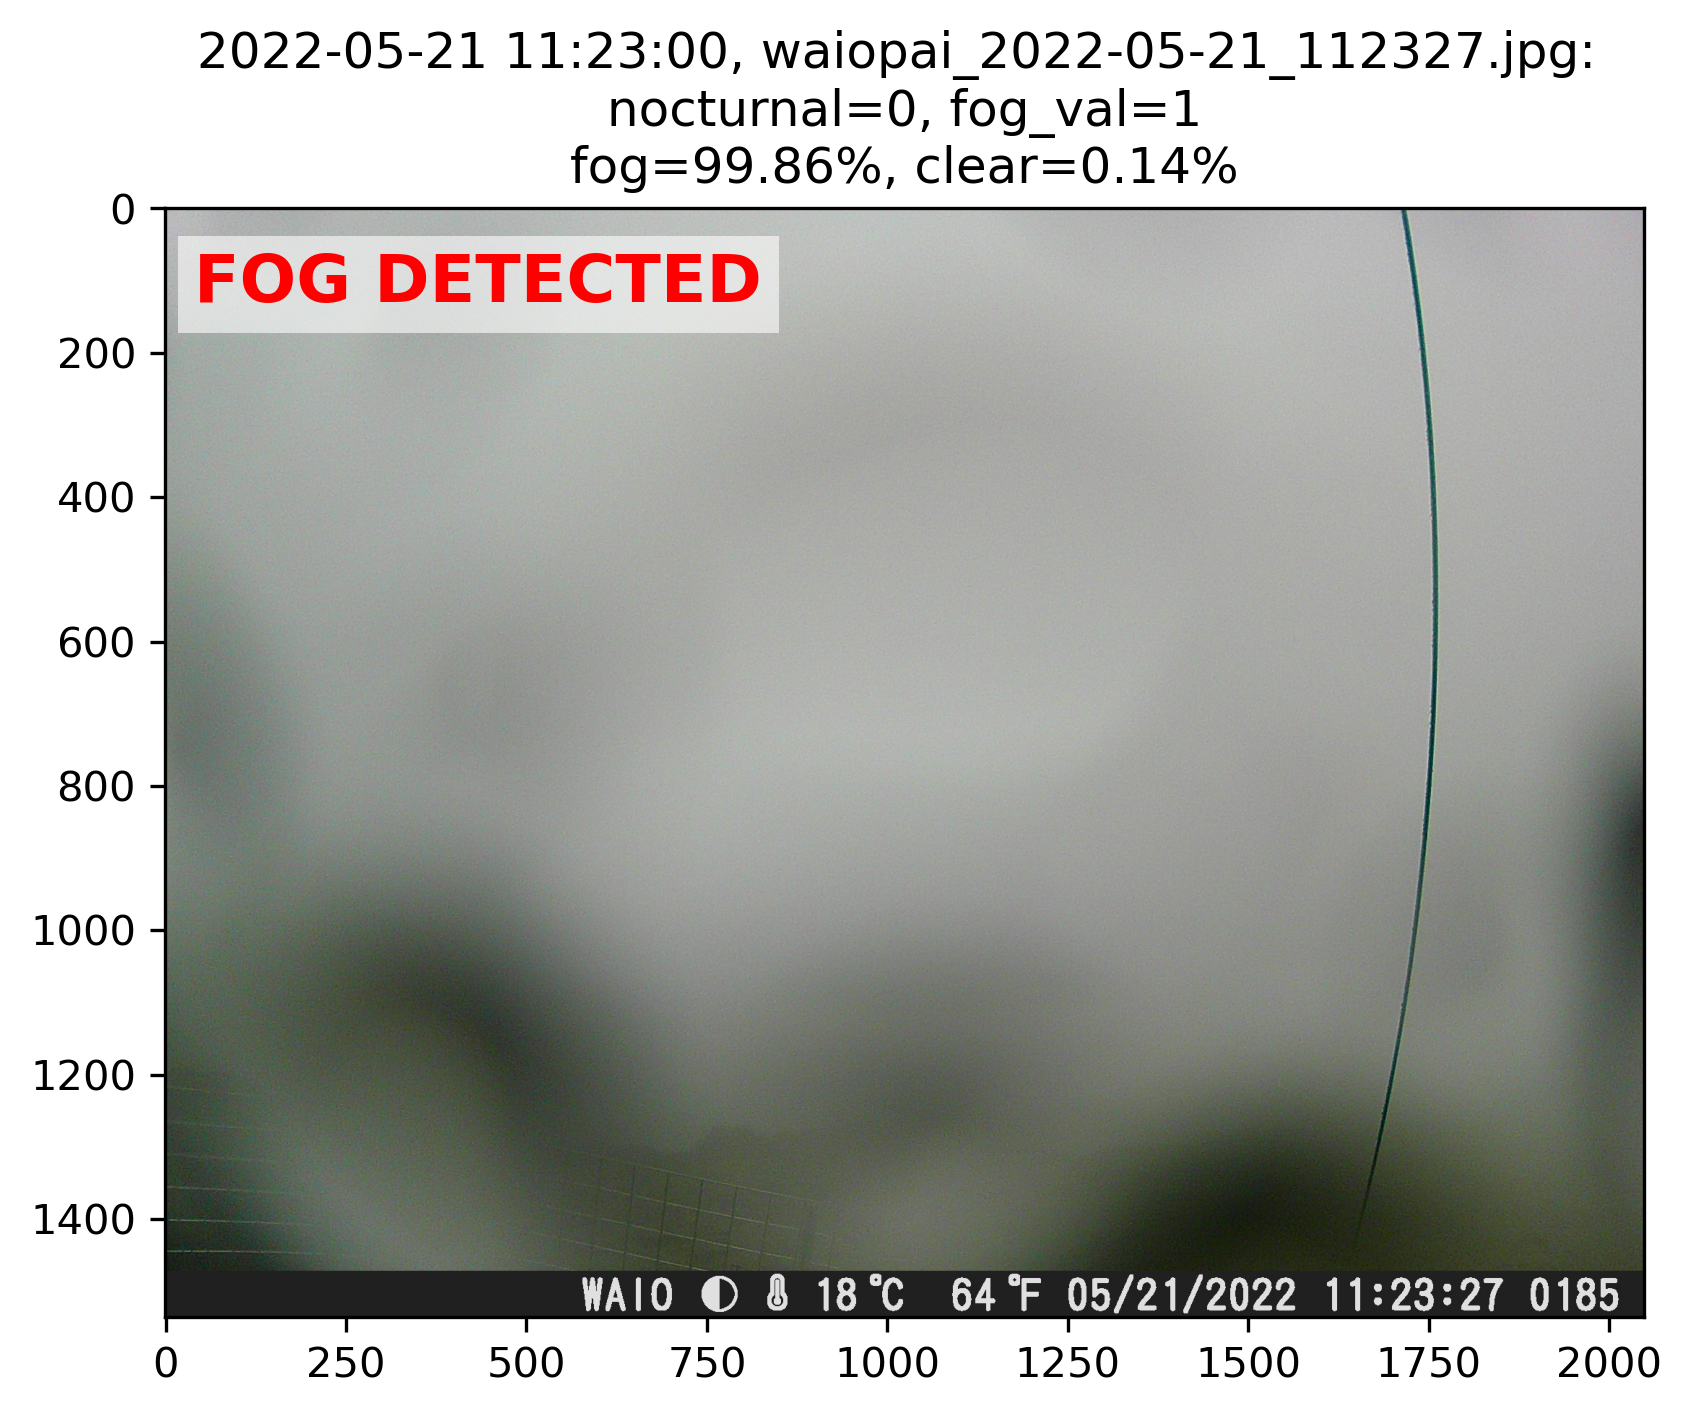 2022-05-21 11:23:00, waiopai_2022-05-21_112327.jpg:
nocturnal=0, fog_val=1
fog=99.86%, clear=0.14%
FOG DETECTED
0
200
400
600
800
1000
1200
1400
WAIO 18°C 64°F 05/21/2022 11:23:27 0185
0 250 500 750 1000 1250 1500 1750 2000